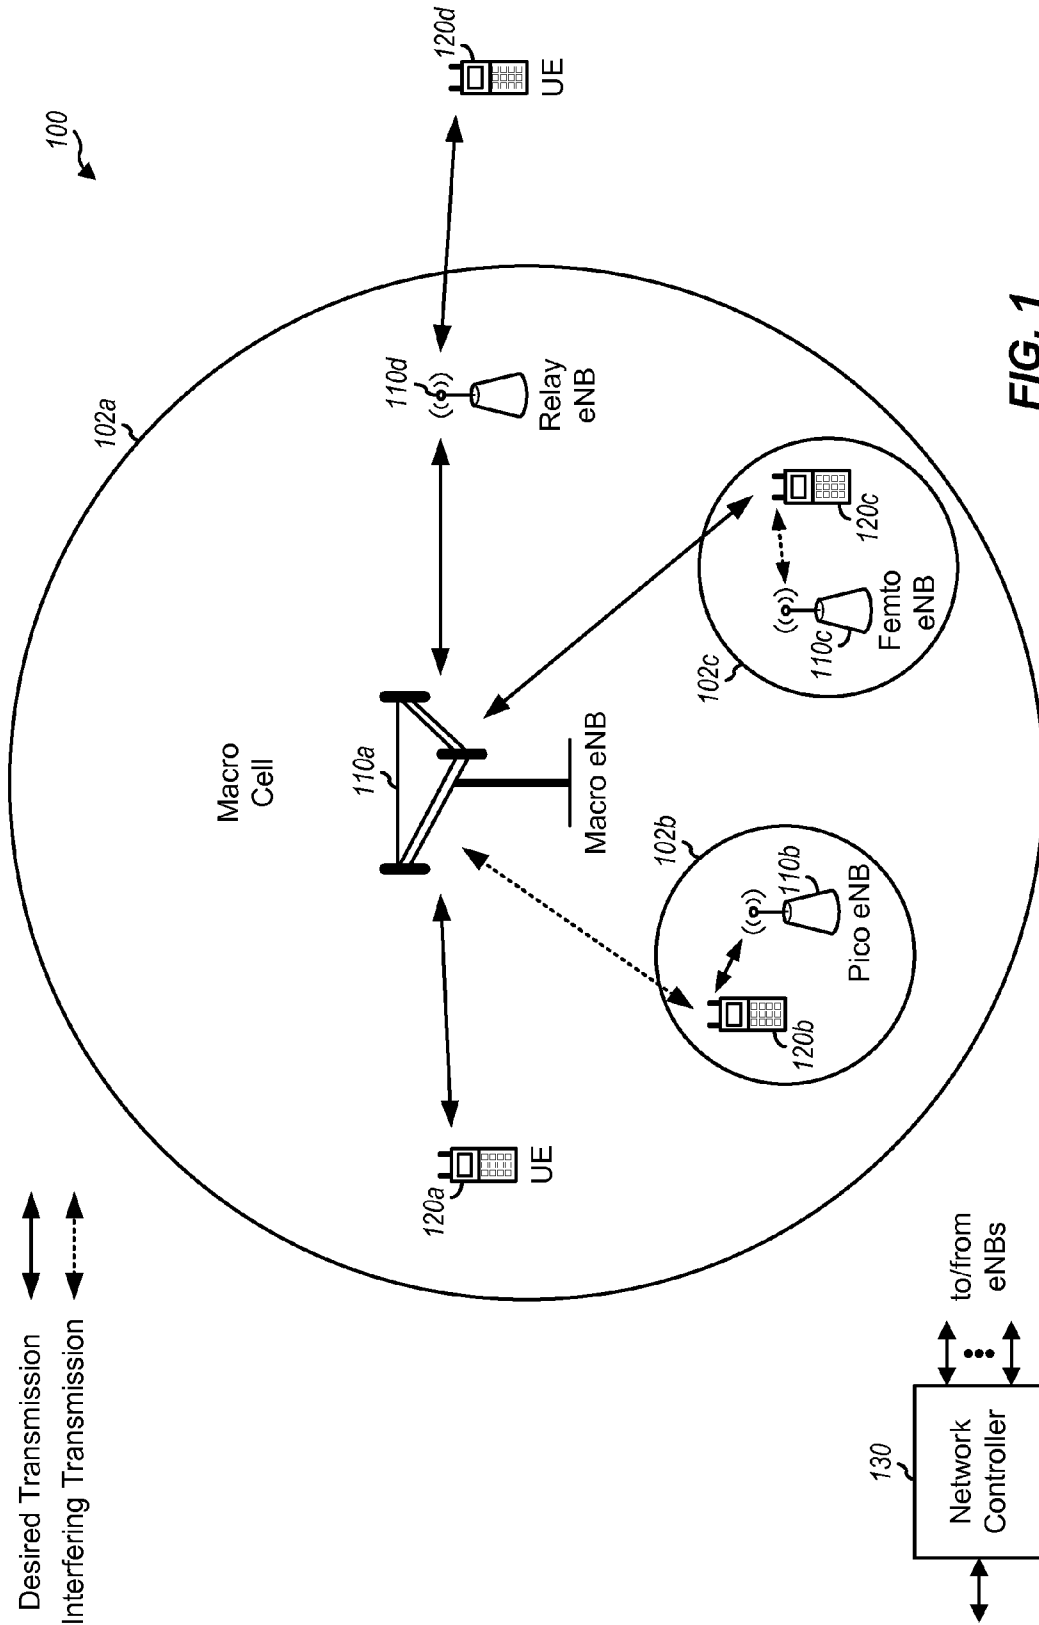 Desired Transmission
Interfering Transmission
100
102a
Macro
Cell
110a
Macro eNB
120a
UE
110d
Relay
eNB
120d
UE
102b
110b
Pico eNB
120b
102c
110c
Femto
eNB
120c
130
Network
Controller
to/from
eNBs
FIG. 1